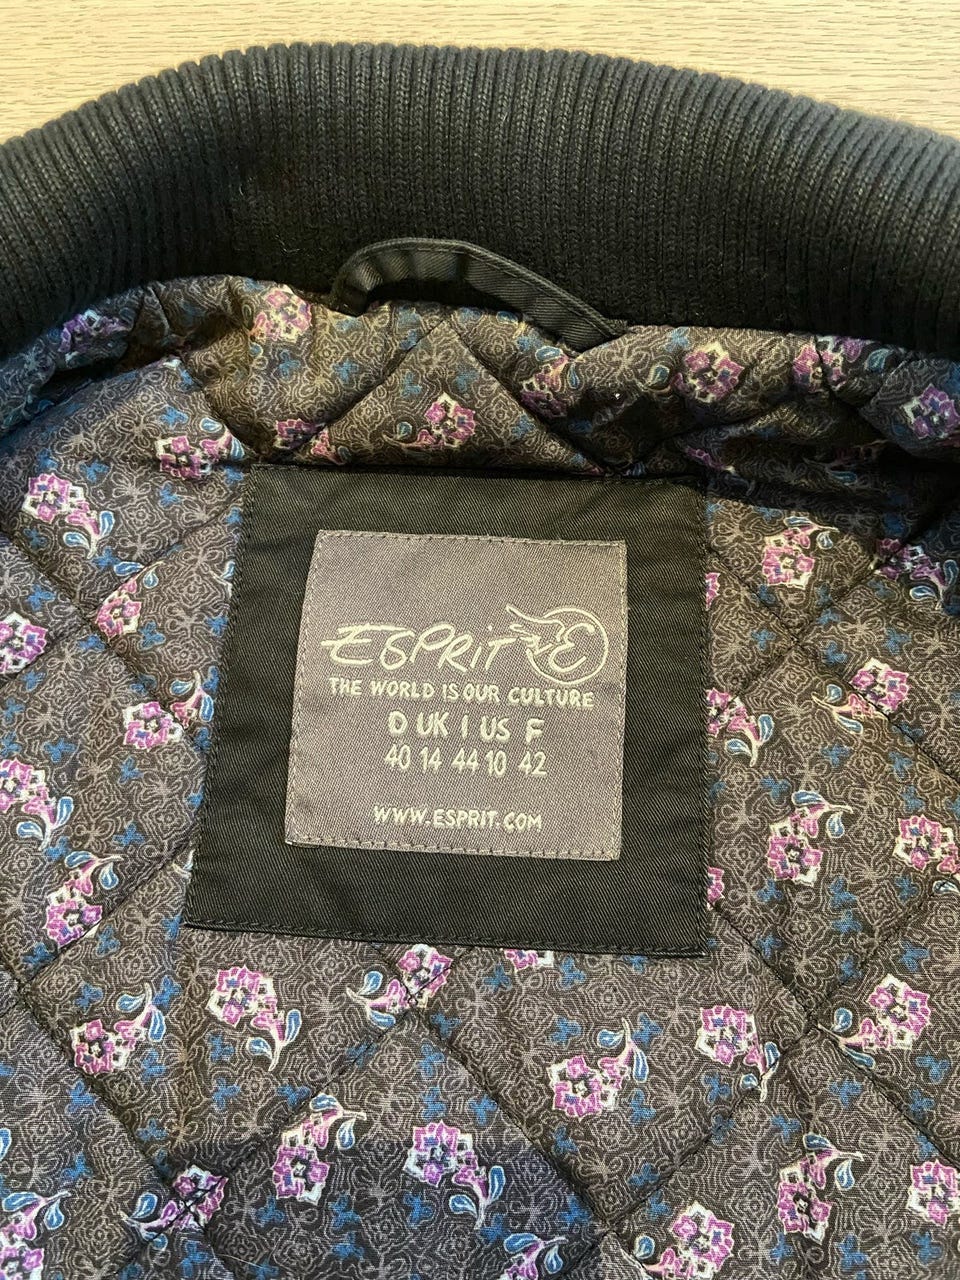 ESPRIT E
THE WORLD IS OUR CULTURE
D UK I US F
40 14 44 10 42
WWW.ESPRIT.COM